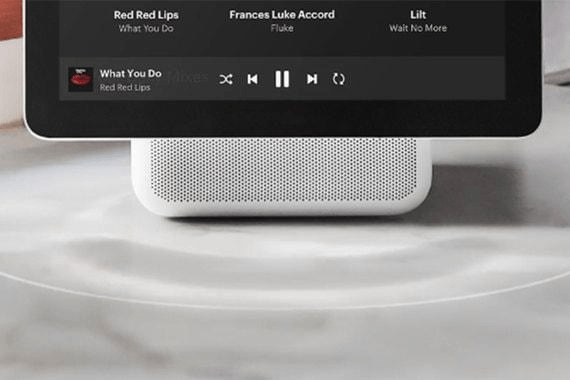 Red Red Lips
What You Do
Frances Luke Accord
Fluke
Lilt
Wait No More
What You Do
Red Red Lips
Mixes